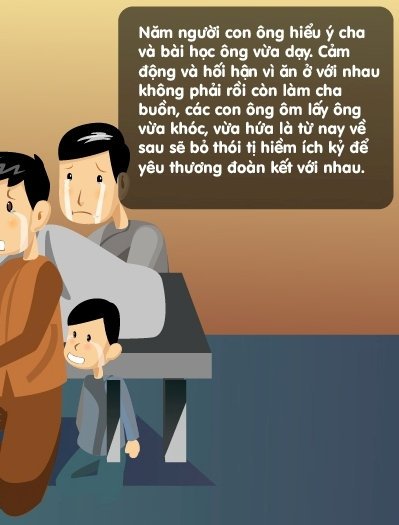 Năm người con ông hiểu ý cha
và bài học ông vừa dạy. Cảm
động và hối hận vì ăn ở với nhau
không phải rồi còn làm cha
buồn, các con ông ôm lấy ông
vừa khóc, vừa hứa là từ nay về
sau sẽ bỏ thói tị hiềm ích kỷ để
yêu thương đoàn kết với nhau.